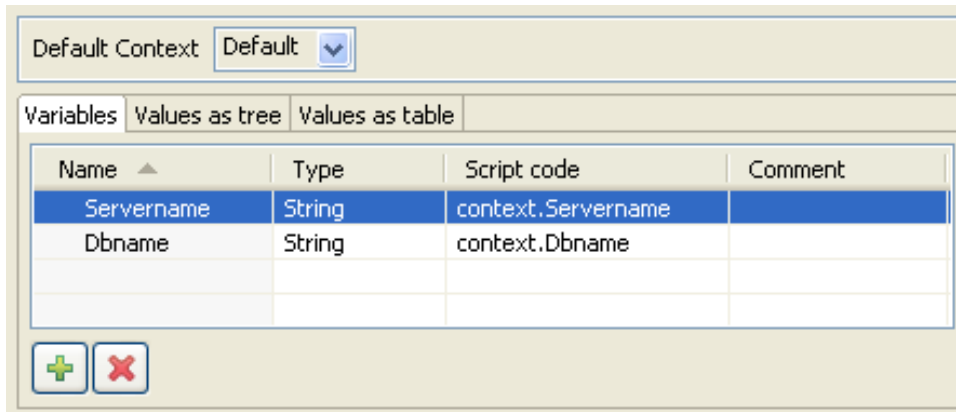 Default Context Default
Variables Values as tree Values as table
Name Type Script code Comment
Servername String context.Servername
Dbname String context.Dbname